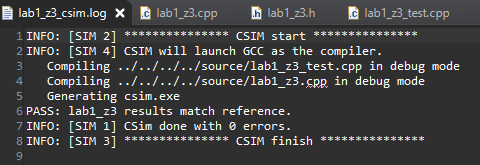 lab1_z3_csim.log lab1_z3.cpp lab1_z3.h lab1_z3_test.cpp
1 INFO: [SIM 2] *************** CSIM start ***************
2 INFO: [SIM 4] CSIM will launch GCC as the compiler.
3    Compiling ../../../../source/lab1_z3_test.cpp in debug mode
4    Compiling ../../../../source/lab1_z3.cpp in debug mode
5    Generating csim.exe
6 PASS: lab1_z3 results match reference.
7 INFO: [SIM 1] CSim done with 0 errors.
8 INFO: [SIM 3] *************** CSIM finish ***************
9